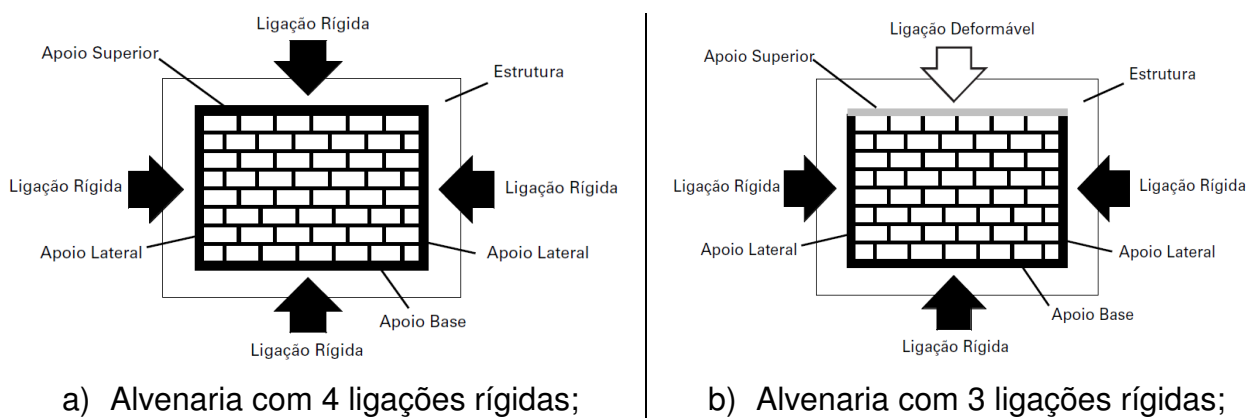 Ligação Rígida
Apoio Superior
Estrutura
Ligação Rígida
Ligação Rígida
Apoio Lateral
Apoio Lateral
Apoio Base
Ligação Rígida
a) Alvenaria com 4 ligações rígidas;
Ligação Deformável
Apoio Superior
Estrutura
Ligação Rígida
Ligação Rígida
Apoio Lateral
Apoio Lateral
Apoio Base
Ligação Rígida
b) Alvenaria com 3 ligações rígidas;